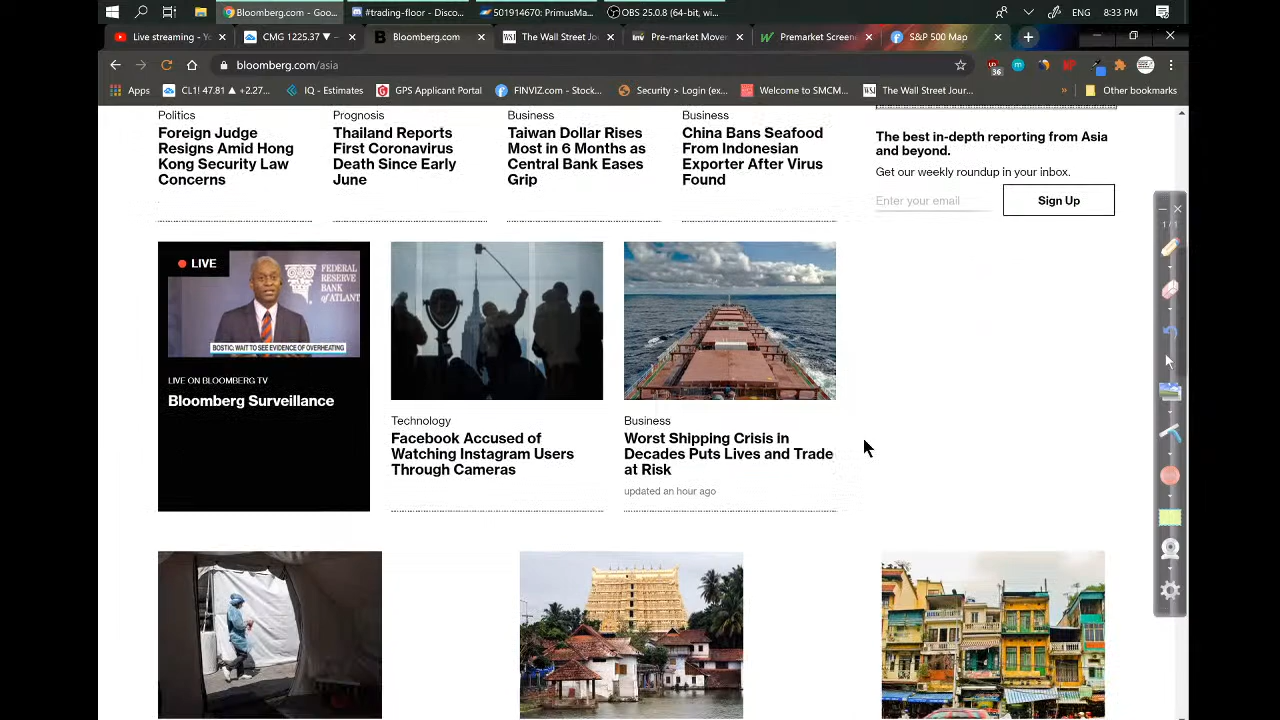 Bloomberg.com - Goo...
#trading-floor - Disco...
501914670: PrimusMa...
OBS 25.0.8 (64-bit, wi...
ENG
8:33 PM
Live streaming - Y
CMG 1225.37 ▼
Bloomberg.com
WSJ
The Wall Street Jo
Pre-market Mover
Premarket Screen
S&P 500 Map
bloomberg.com/asia
36
Apps
CL1! 47.81 ▲ +2.27...
IQ - Estimates
GPS Applicant Portal
FINVIZ.com - Stock...
Security > Login (ex...
Welcome to SMCM...
WSJ
The Wall Street Jour...
»
Other bookmarks
Politics
Foreign Judge
Resigns Amid Hong
Kong Security Law
Concerns
Prognosis
Thailand Reports
First Coronavirus
Death Since Early
June
Business
Taiwan Dollar Rises
Most in 6 Months as
Central Bank Eases
Grip
Business
China Bans Seafood
From Indonesian
Exporter After Virus
Found
The best in-depth reporting from Asia
and beyond.
Get our weekly roundup in your inbox.
Enter your email
Sign Up
1 / 1
LIVE
FEDERAL
RESERVE
BANK
of ATLANT
BOSTIC: WAIT TO SEE EVIDENCE OF OVERHEATING
LIVE ON BLOOMBERG TV
Bloomberg Surveillance
Technology
Facebook Accused of
Watching Instagram Users
Through Cameras
Business
Worst Shipping Crisis in
Decades Puts Lives and Trade
at Risk
updated an hour ago